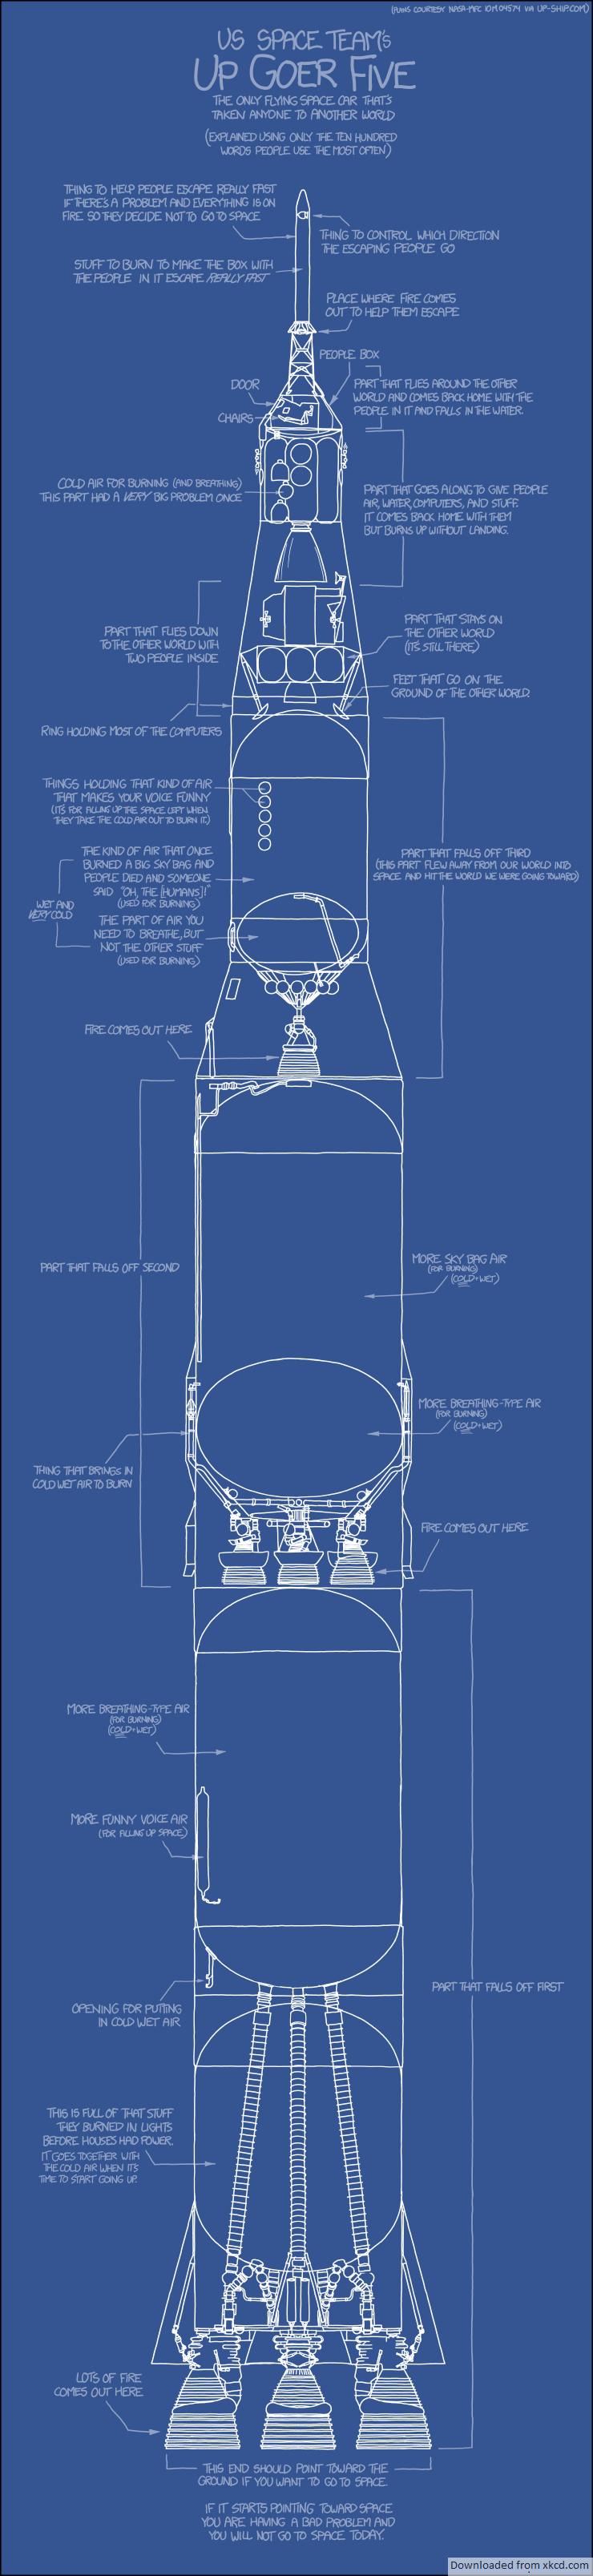 (PLANS COURTESY NASA-MFC 10M04574 VIA UP-SHIP.COM)
US SPACE TEAM'S
UP GOER FIVE
THE ONLY FLYING SPACE CAR THAT'S
TAKEN ANYONE TO ANOTHER WORLD
(EXPLAINED USING ONLY THE TEN HUNDRED
WORDS PEOPLE USE THE MOST OFTEN)
THING TO HELP PEOPLE ESCAPE REALLY FAST
IF THERE'S A PROBLEM AND EVERYTHING IS ON
FIRE SO THEY DECIDE NOT TO GO TO SPACE
THING TO CONTROL WHICH DIRECTION
THE ESCAPING PEOPLE GO
STUFF TO BURN TO MAKE THE BOX WITH
THE PEOPLE IN IT ESCAPE REALLY FAST
PLACE WHERE FIRE COMES
OUT TO HELP THEM ESCAPE
PEOPLE BOX
DOOR
PART THAT FLIES AROUND THE OTHER
WORLD AND COMES BACK HOME WITH THE
PEOPLE IN IT AND FALLS IN THE WATER.
CHAIRS
COLD AIR FOR BURNING (AND BREATHING)
THIS PART HAD A VERY BIG PROBLEM ONCE
PART THAT GOES ALONG TO GIVE PEOPLE
AIR, WATER, COMPUTERS, AND STUFF.
IT COMES BACK HOME WITH THEM
BUT BURNS UP WITHOUT LANDING.
PART THAT FLIES DOWN
TO THE OTHER WORLD WITH
TWO PEOPLE INSIDE
PART THAT STAYS ON
THE OTHER WORLD
(IT'S STILL THERE)
FEET THAT GO ON THE
GROUND OF THE OTHER WORLD
RING HOLDING MOST OF THE COMPUTERS
THINGS HOLDING THAT KIND OF AIR
THAT MAKES YOUR VOICE FUNNY
(IT'S FOR FILLING UP THE SPACE LEFT WHEN
THEY TAKE THE COLD AIR OUT TO BURN IT.)
THE KIND OF AIR THAT ONCE
BURNED A BIG SKY BAG AND
PEOPLE DIED AND SOMEONE
SAID "OH, THE [HUMANS]!"
(USED FOR BURNING)
WET AND
VERY COLD
THE PART OF AIR YOU
NEED TO BREATHE, BUT
NOT THE OTHER STUFF
(USED FOR BURNING)
PART THAT FALLS OFF THIRD
(THIS PART FLEW AWAY FROM OUR WORLD INTO
SPACE AND HIT THE WORLD WE WERE GOING TOWARD)
FIRE COMES OUT HERE
PART THAT FALLS OFF SECOND
MORE SKY BAG AIR
(FOR BURNING)
(COLD+WET)
MORE BREATHING-TYPE AIR
(FOR BURNING)
(COLD+WET)
THING THAT BRINGS IN
COLD WET AIR TO BURN
FIRE COMES OUT HERE
MORE BREATHING-TYPE AIR
(FOR BURNING)
(COLD+WET)
MORE FUNNY VOICE AIR
(FOR FILLING UP SPACE)
PART THAT FALLS OFF FIRST
OPENING FOR PUTTING
IN COLD WET AIR
THIS IS FULL OF THAT STUFF
THEY BURNED IN LIGHTS
BEFORE HOUSES HAD POWER.
IT GOES TOGETHER WITH
THE COLD AIR WHEN IT'S
TIME TO START GOING UP.
LOTS OF FIRE
COMES OUT HERE
THIS END SHOULD POINT TOWARD THE
GROUND IF YOU WANT TO GO TO SPACE.
IF IT STARTS POINTING TOWARD SPACE
YOU ARE HAVING A BAD PROBLEM AND
YOU WILL NOT GO TO SPACE TODAY.
Downloaded from xkcd.com